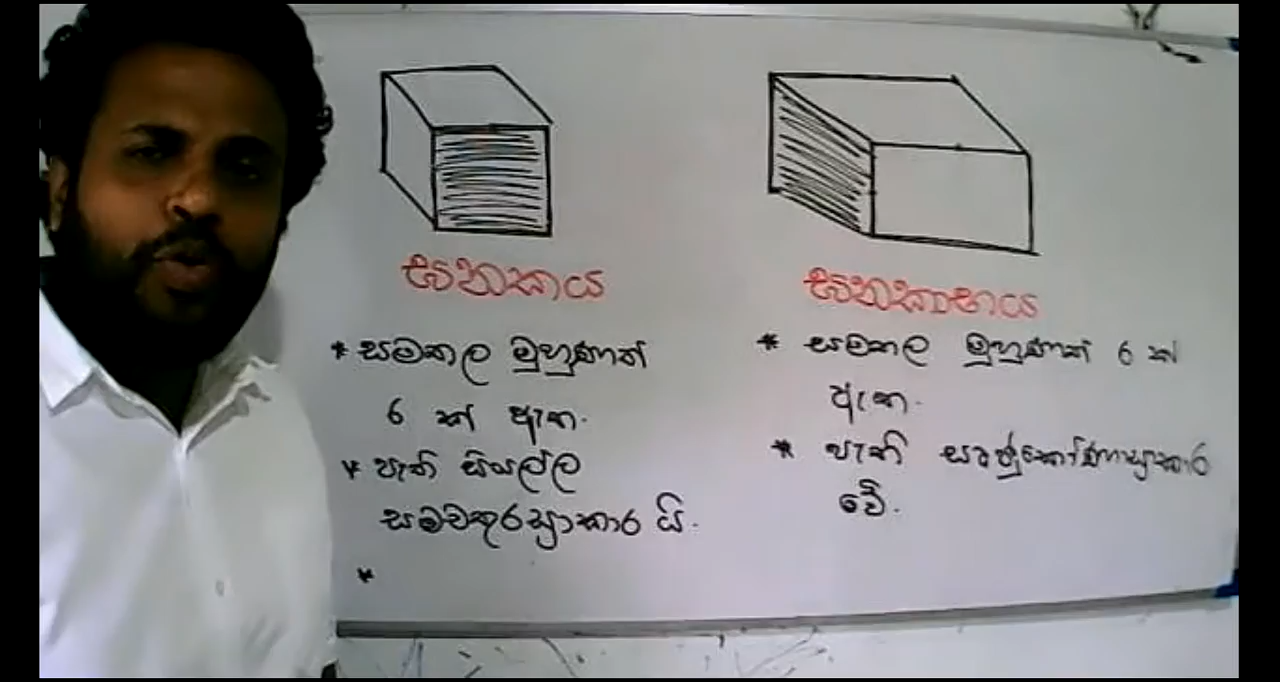 ඝනකය
* සමතල මුහුණත්
6 ක් ඇත.
* පැති සියල්ල
සමචතුරස්‍රාකාර යි.
*
ඝනකාභය
* සමතල මුහුණත් 6 ක්
ඇත.
* පැති සෘජුකෝණාස්‍රාකාර
වේ.